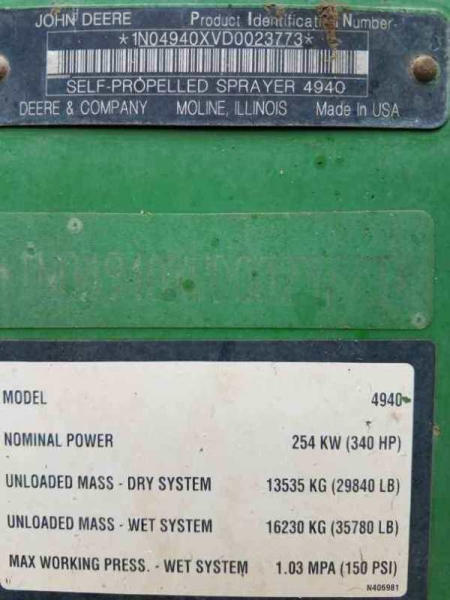 JOHN DEERE Product Identification Number
*1N04940XVD0023773*
SELF-PROPELLED SPRAYER 4940
DEERE & COMPANY MOLINE, ILLINOIS Made In USA
MODEL 4940
NOMINAL POWER 254 KW (340 HP)
UNLOADED MASS - DRY SYSTEM 13535 KG (29840 LB)
UNLOADED MASS - WET SYSTEM 16230 KG (35780 LB)
MAX WORKING PRESS. - WET SYSTEM 1.03 MPA (150 PSI)
N405981